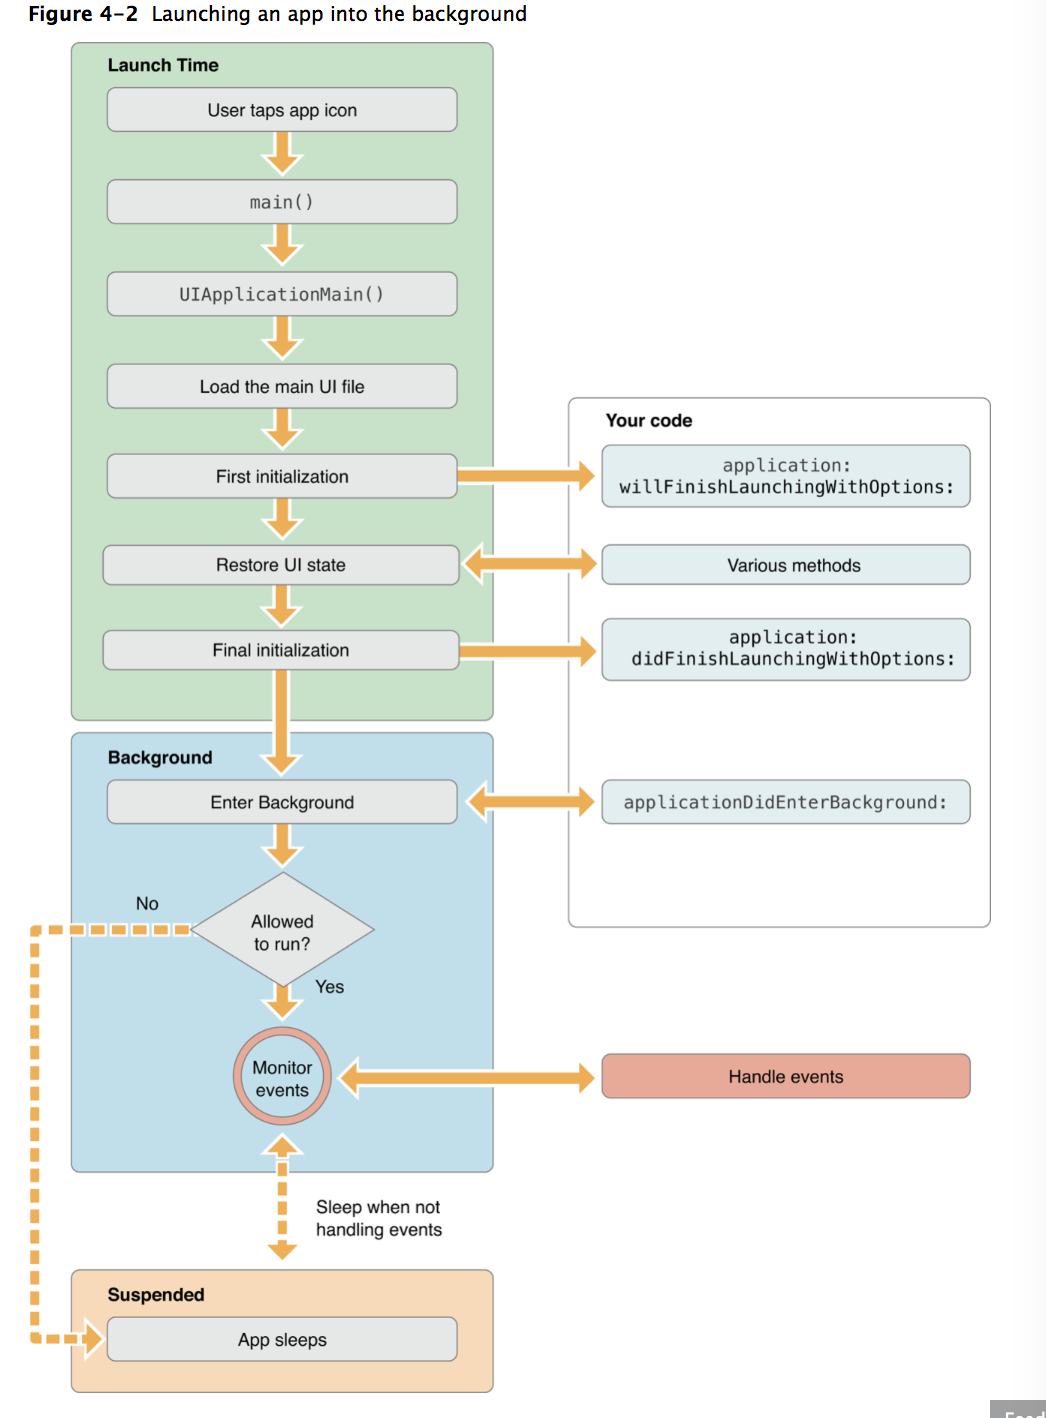 Figure 4-2 Launching an app into the background
Launch Time
User taps app icon
main()
UIApplicationMain()
Load the main UI file
First initialization
Restore UI state
Final initialization
Your code
application:
willFinishLaunchingWithOptions:
Various methods
application:
didFinishLaunchingWithOptions:
applicationDidEnterBackground:
Background
Enter Background
No
Allowed
to run?
Yes
Monitor
events
Handle events
Sleep when not
handling events
Suspended
App sleeps